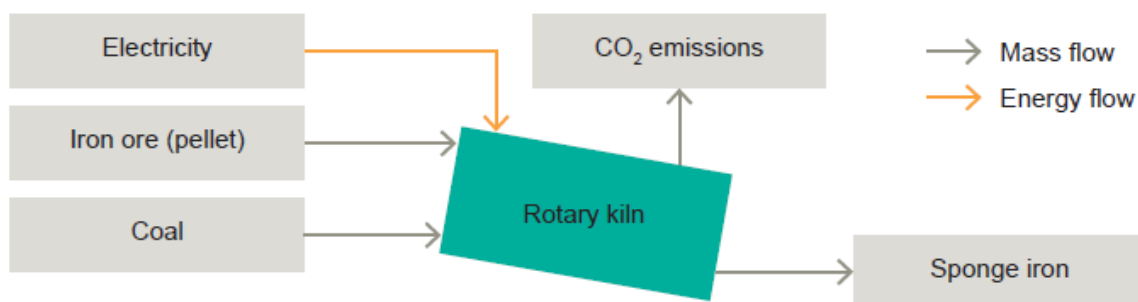 Electricity
CO₂ emissions
Mass flow
Energy flow
Iron ore (pellet)
Rotary kiln
Coal
Sponge iron